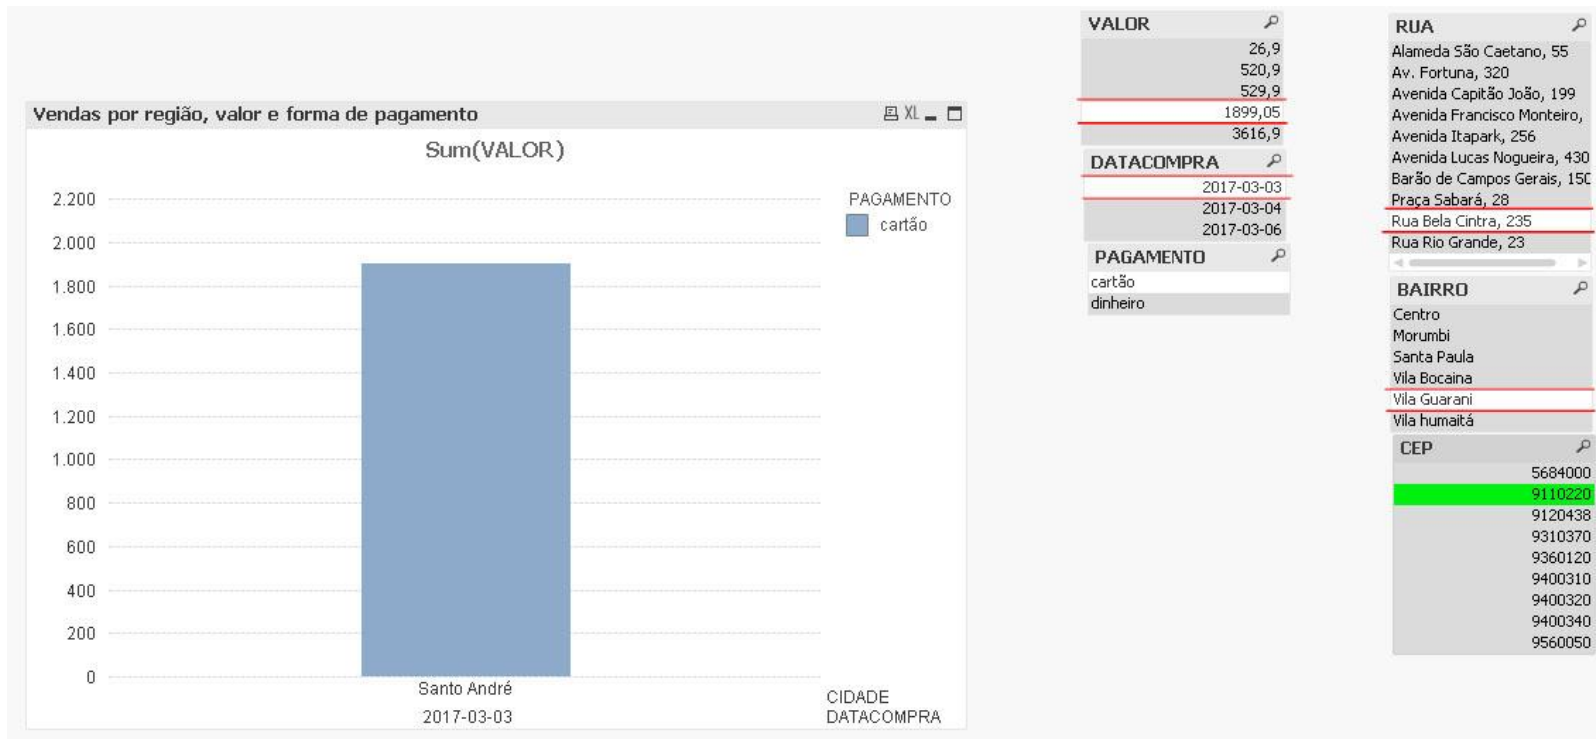 Vendas por região, valor e forma de pagamento
XL
Sum(VALOR)
2.200
2.000
1.800
1.600
1.400
1.200
1.000
800
600
400
200
0
Santo André
2017-03-03
CIDADE
DATACOMPRA
PAGAMENTO
cartão
VALOR
26,9
520,9
529,9
1899,05
3616,9
DATACOMPRA
2017-03-03
2017-03-04
2017-03-06
PAGAMENTO
cartão
dinheiro
RUA
Alameda São Caetano, 55
Av. Fortuna, 320
Avenida Capitão João, 199
Avenida Francisco Monteiro,
Avenida Itapark, 256
Avenida Lucas Nogueira, 430
Barão de Campos Gerais, 150
Praça Sabará, 28
Rua Bela Cintra, 235
Rua Rio Grande, 23
BAIRRO
Centro
Morumbi
Santa Paula
Vila Bocaina
Vila Guarani
Vila humaitá
CEP
5684000
9110220
9120438
9310370
9360120
9400310
9400320
9400340
9560050